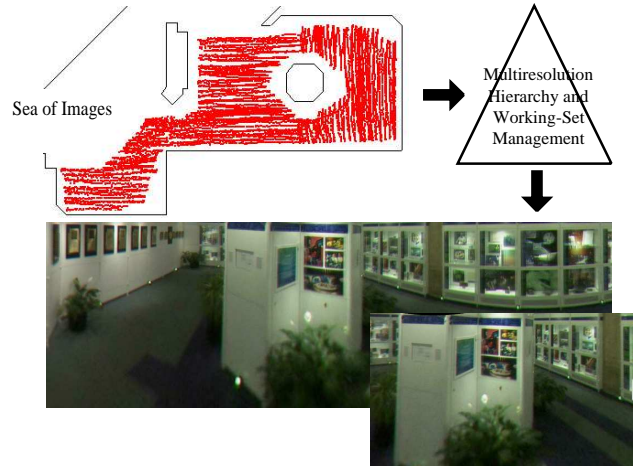 Sea of Images
Multiresolution
Hierarchy and
Working-Set
Management